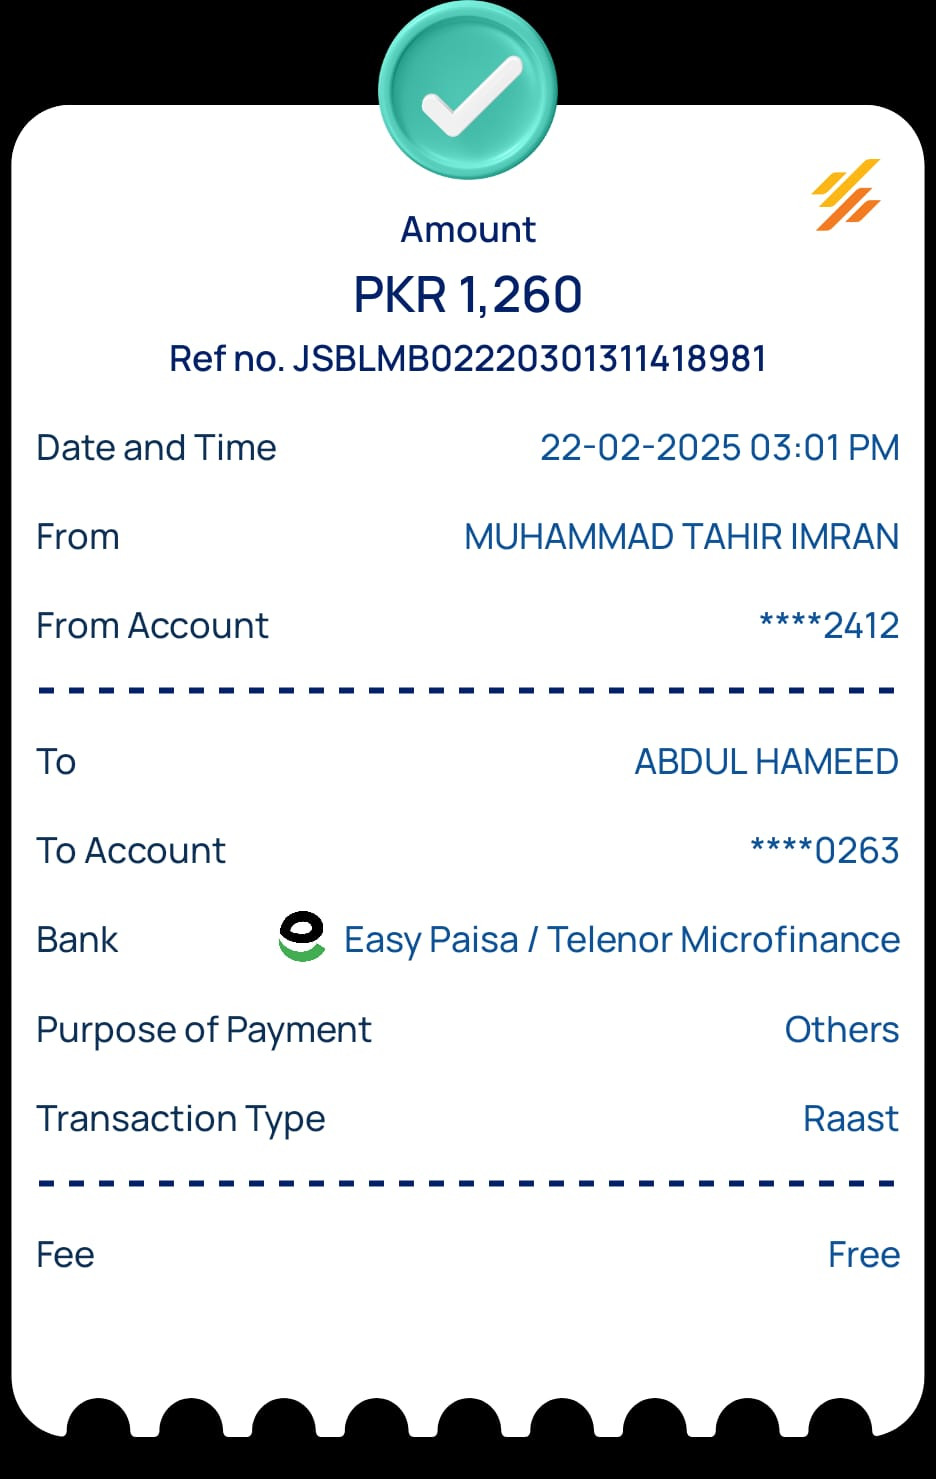 Amount
PKR 1,260
Ref no. JSBLMB02220301311418981
Date and Time 22-02-2025 03:01 PM
From MUHAMMAD TAHIR IMRAN
From Account ****2412
To ABDUL HAMEED
To Account ****0263
Bank Easy Paisa / Telenor Microfinance
Purpose of Payment Others
Transaction Type Raast
Fee Free